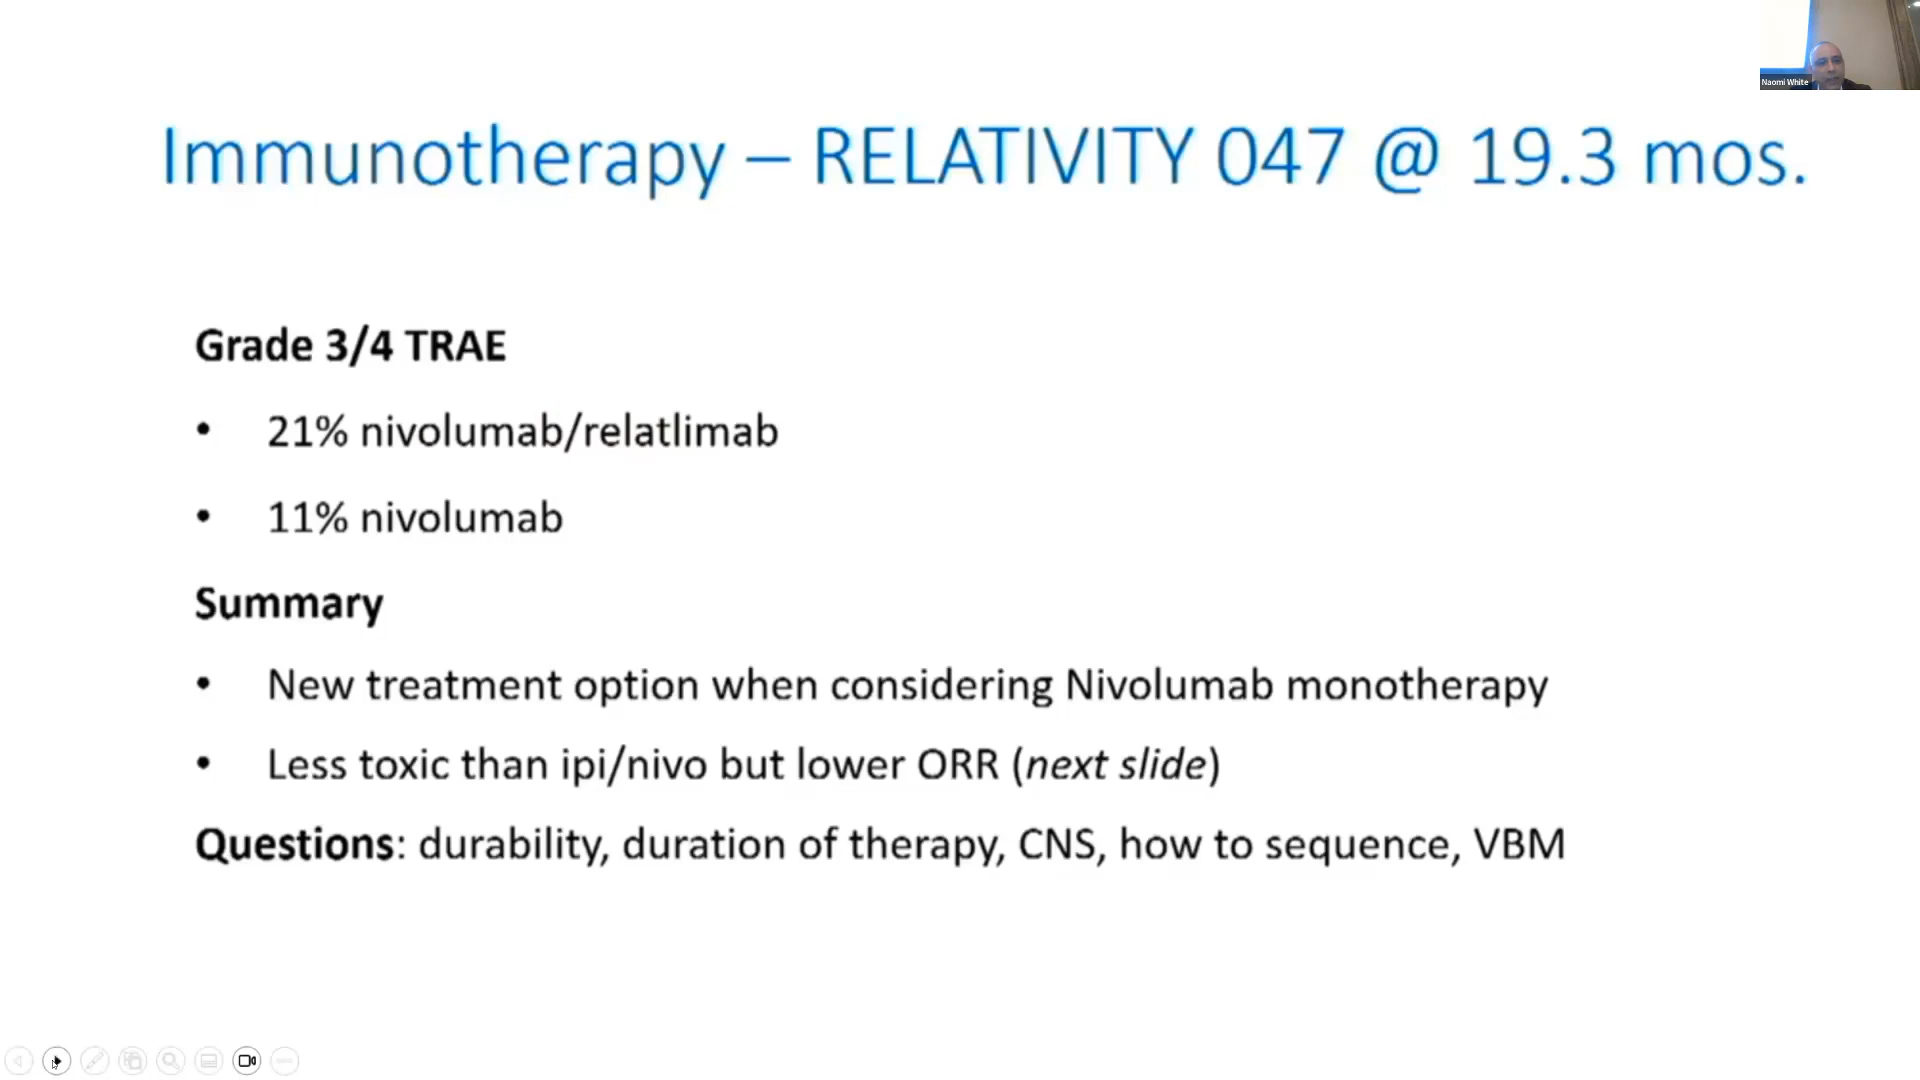 Naomi White
Immunotherapy – RELATIVITY 047 @ 19.3 mos.
Grade 3/4 TRAE
• 21% nivolumab/relatlimab
• 11% nivolumab
Summary
• New treatment option when considering Nivolumab monotherapy
• Less toxic than ipi/nivo but lower ORR (next slide)
Questions: durability, duration of therapy, CNS, how to sequence, VBM